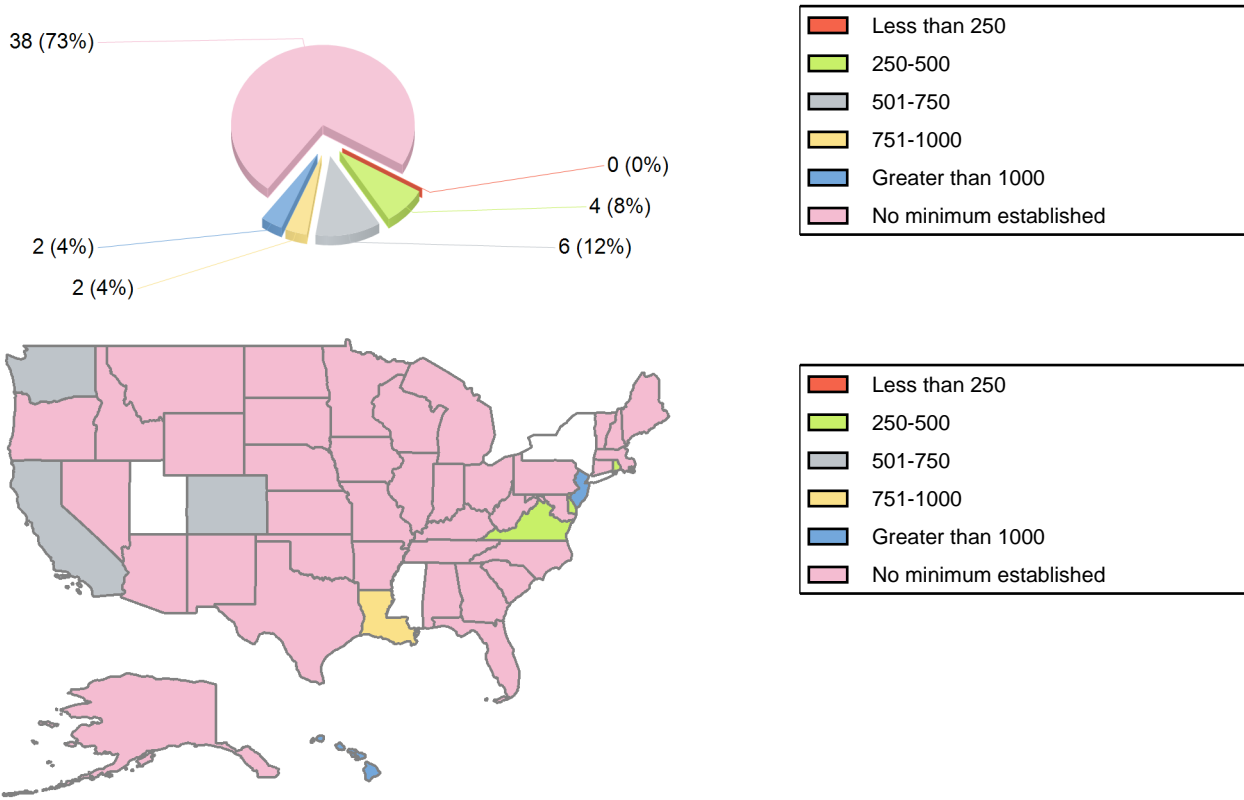 38 (73%)
0 (0%)
4 (8%)
6 (12%)
2 (4%)
2 (4%)
Less than 250
250-500
501-750
751-1000
Greater than 1000
No minimum established
Less than 250
250-500
501-750
751-1000
Greater than 1000
No minimum established